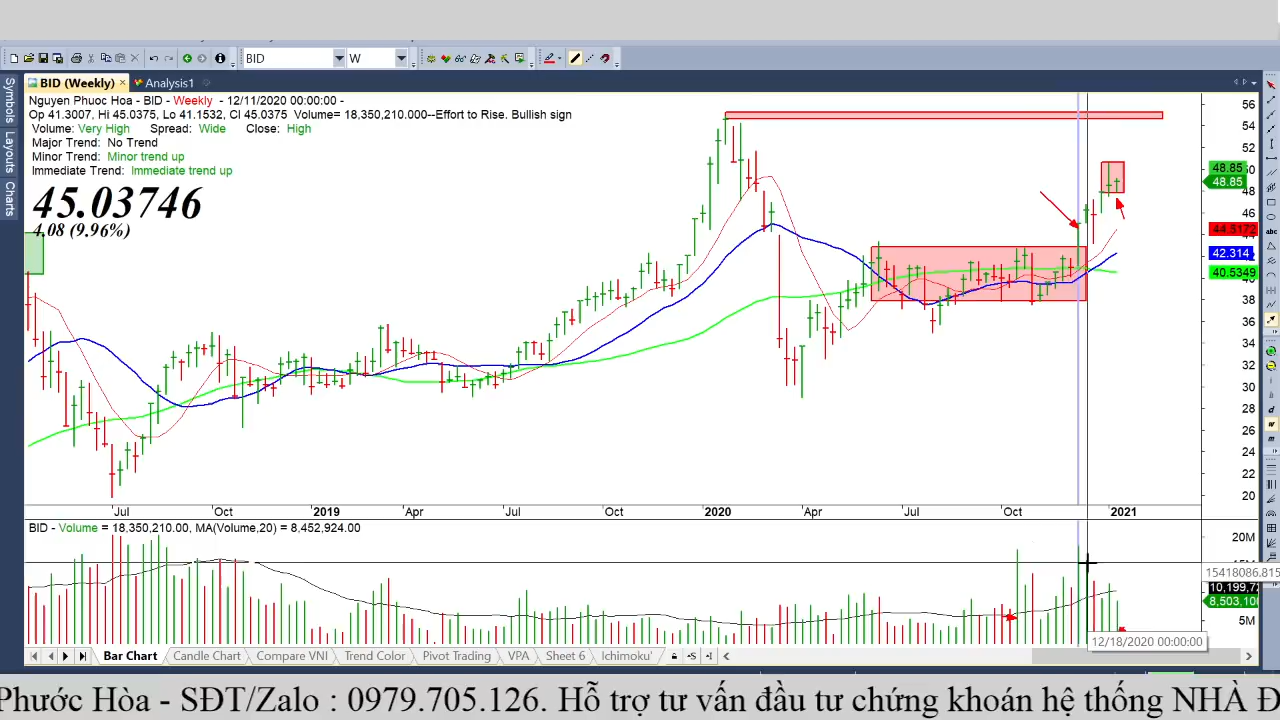 BID
W
BID (Weekly)
Analysis1
Symbols
Layouts
Charts
Nguyen Phuoc Hoa - BID - Weekly - 12/11/2020 00:00:00 -
Op 41.3007, Hi 45.0375, Lo 41.1532, Cl 45.0375 Volume= 18,350,210.000--Effort to Rise. Bullish sign
Volume: Very High Spread: Wide Close: High
Major Trend: No Trend
Minor Trend: Minor trend up
Immediate Trend: Immediate trend up
45.03746
4.08 (9.96%)
56
54
52
48.85
48.85
48
46
44.8172
42.314
40.5349
38
36
34
32
30
28
26
24
22
20
Jul Oct 2019 Apr Jul Oct 2020 Apr Jul Oct 2021
BID - Volume = 18,350,210.00, MA(Volume,20) = 8,452,924.00
20M
15418086.815
10,199,7
8,503,100
5M
12/18/2020 00:00:00
Bar Chart Candle Chart Compare VNI Trend Color Pivot Trading VPA Sheet 6 Ichimoku'
Phước Hòa - SĐT/Zalo : 0979.705.126. Hỗ trợ tư vấn đầu tư chứng khoán hệ thống NHÀ Đ